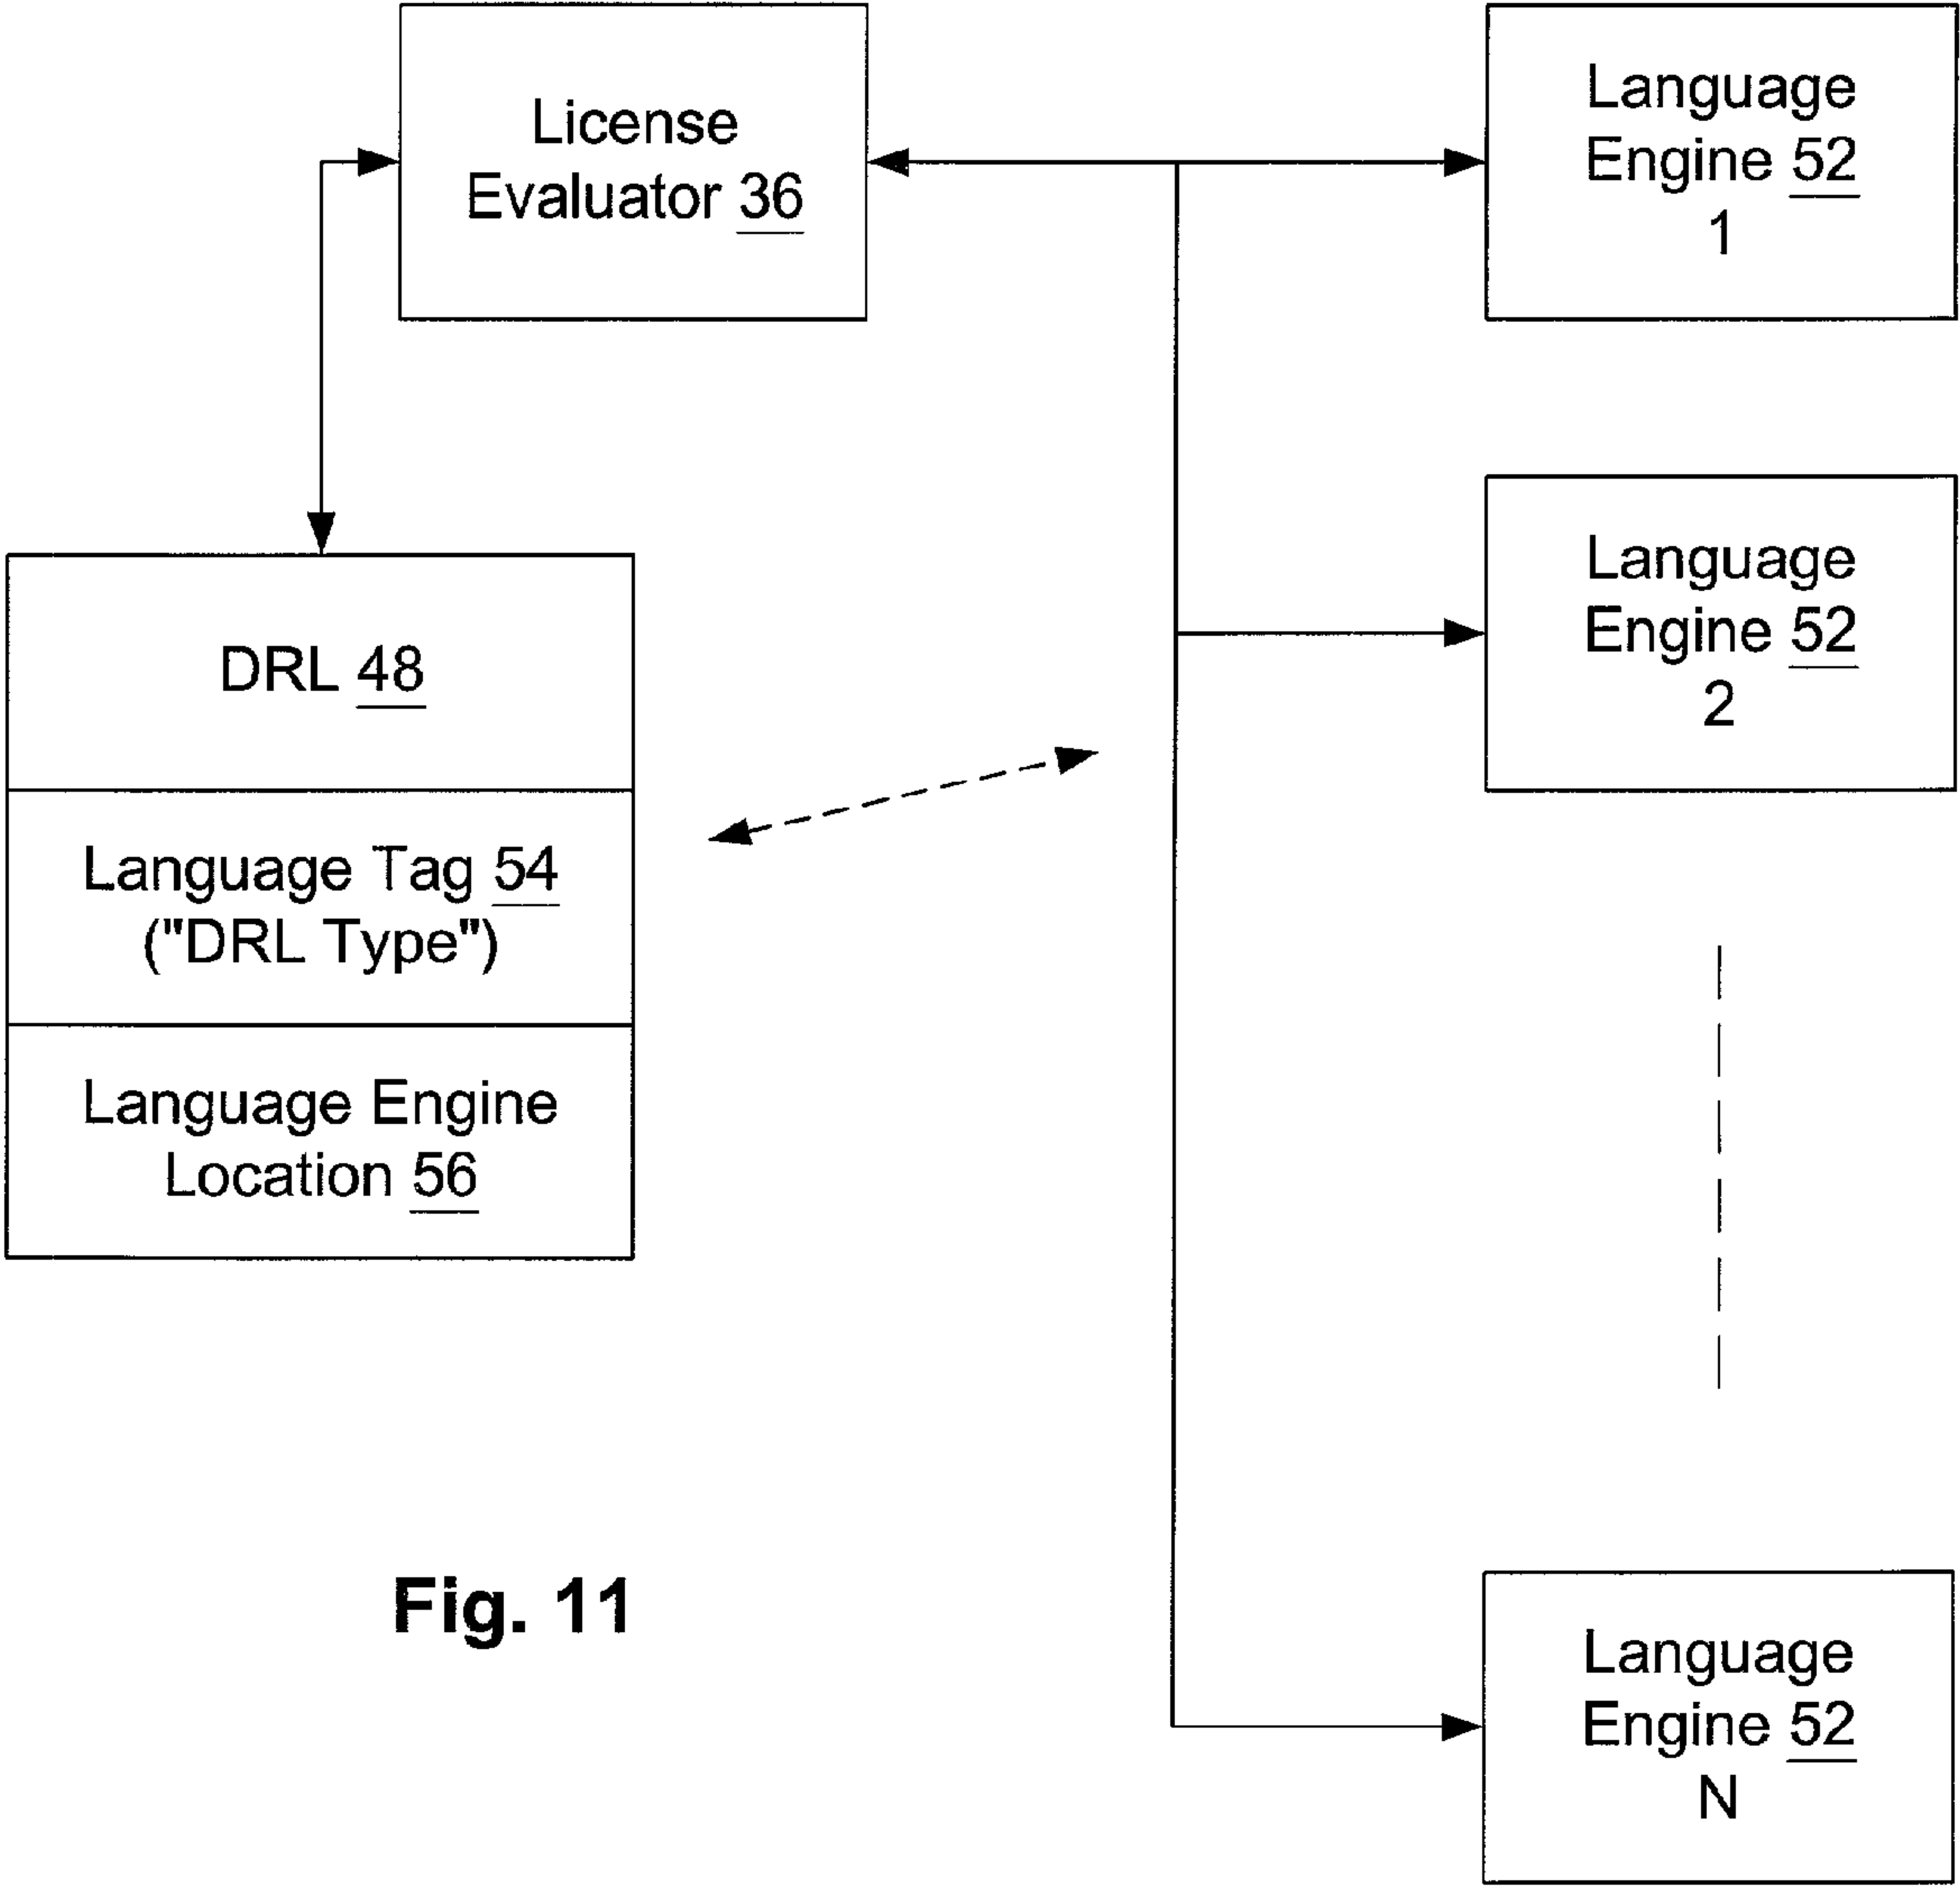 License
Evaluator 36
Language
Engine 52
1
Language
Engine 52
2
DRL 48
Language Tag 54
("DRL Type")
Language Engine
Location 56
Fig. 11
Language
Engine 52
N